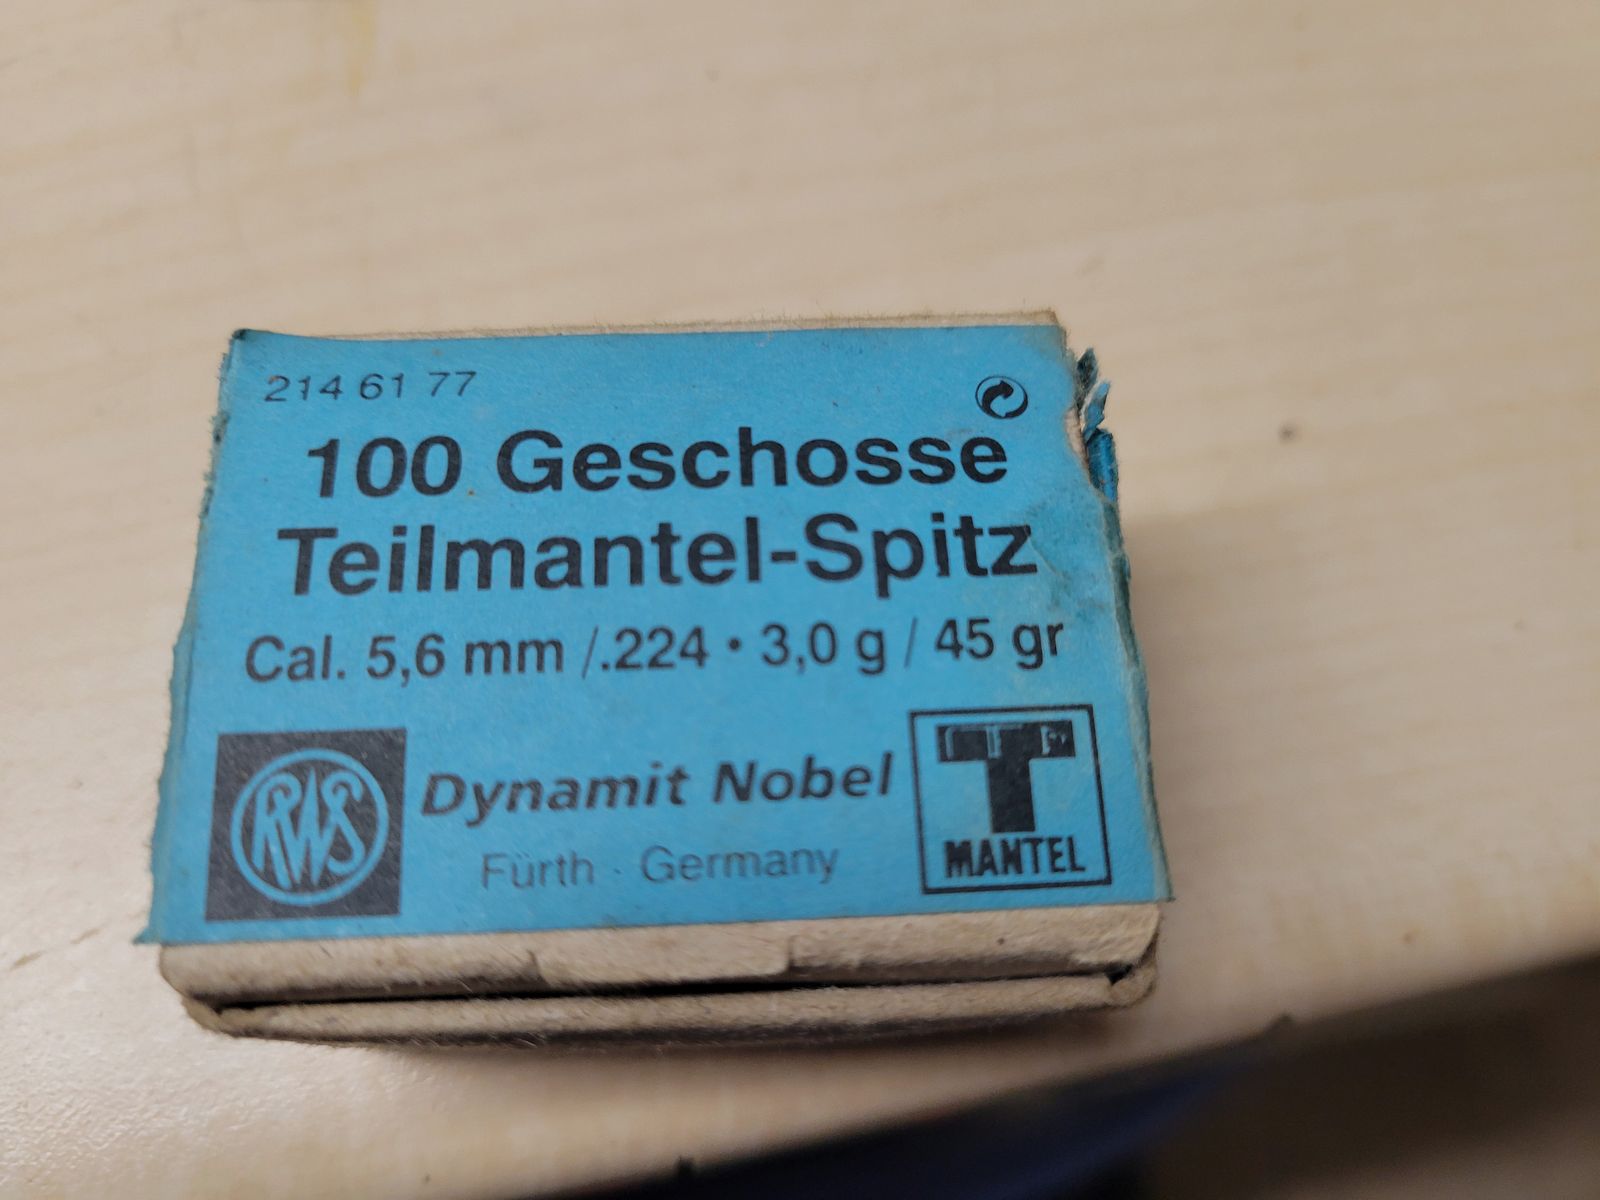 214 61 77
100 Geschosse
Teilmantel-Spitz
Cal. 5,6 mm /.224 • 3,0 g / 45 gr
RWS
Dynamit Nobel
Fürth · Germany
T
MANTEL